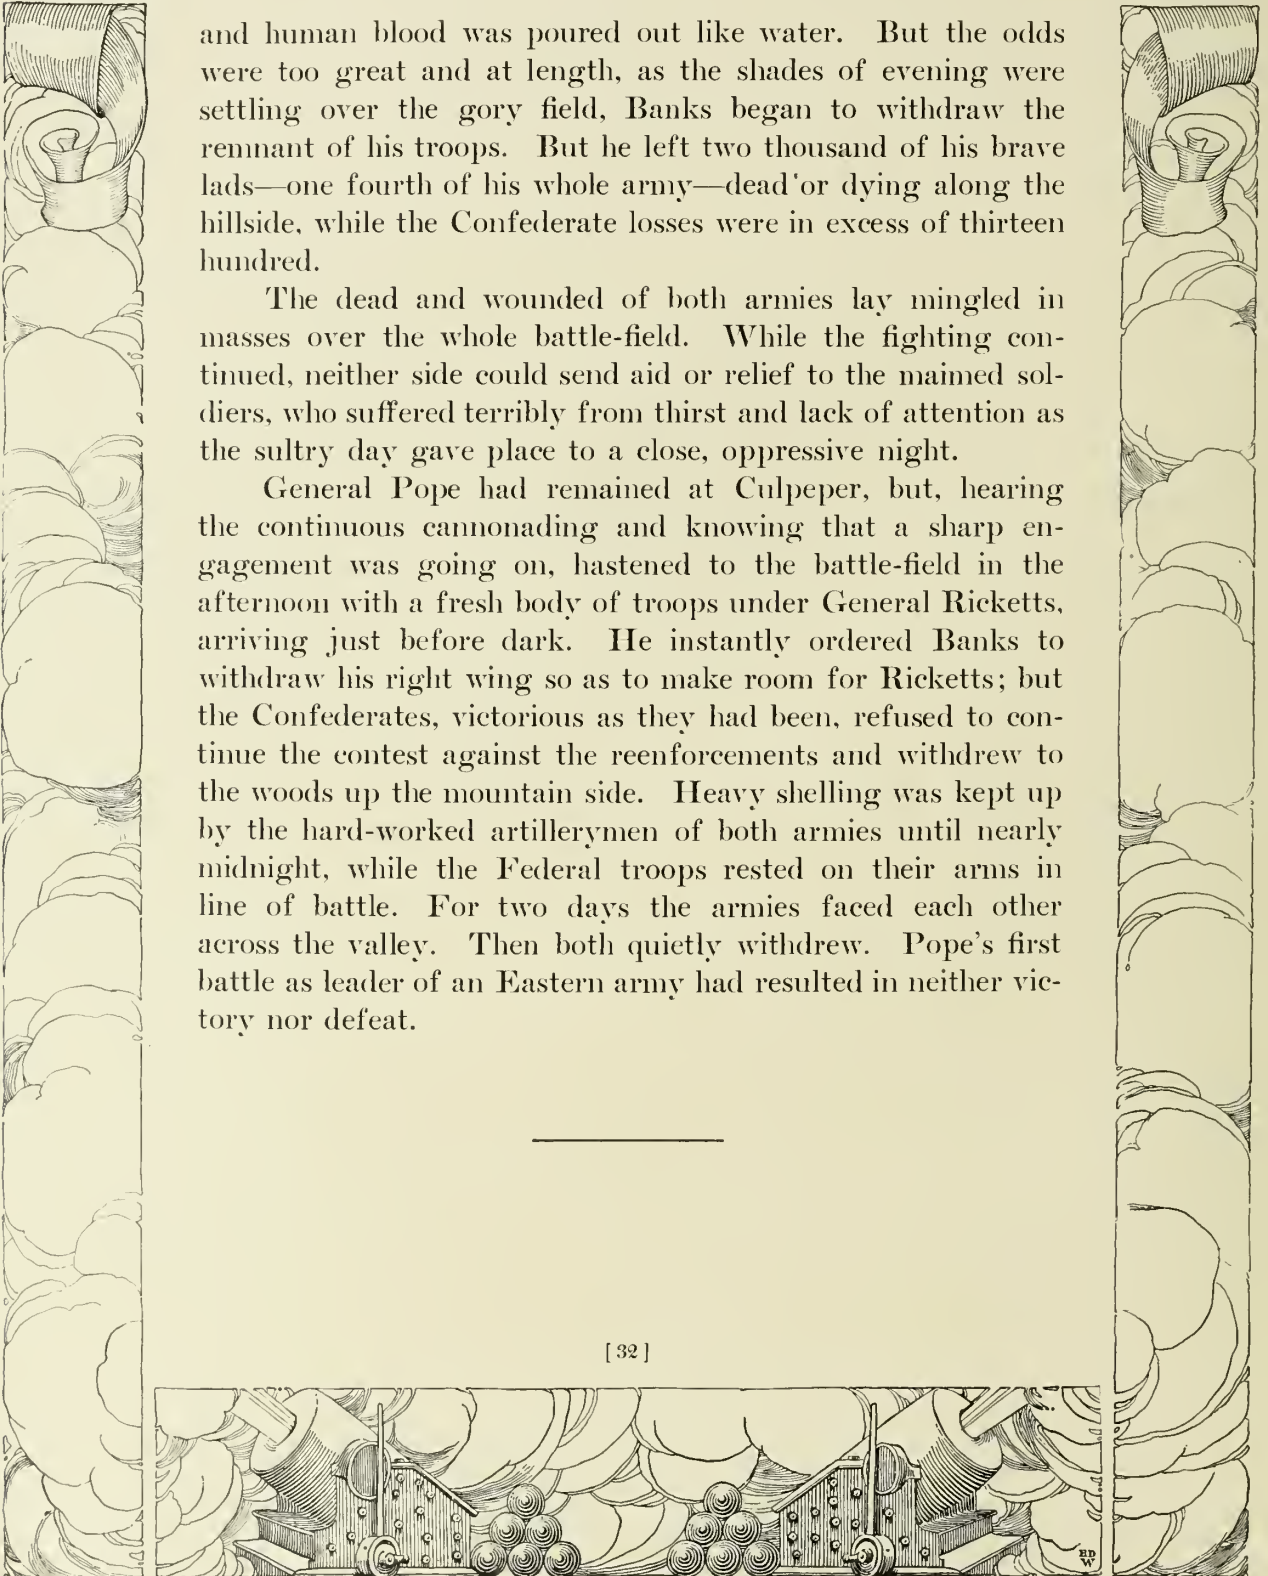 and human blood was poured out like water. But the odds
were too great and at length, as the shades of evening were
settling over the gory field, Banks began to withdraw the
remnant of his troops. But he left two thousand of his brave
lads—one fourth of his whole army—dead or dying along the
hillside, while the Confederate losses were in excess of thirteen
hundred.
The dead and wounded of both armies lay mingled in
masses over the whole battle-field. While the fighting con-
tinued, neither side could send aid or relief to the maimed sol-
diers, who suffered terribly from thirst and lack of attention as
the sultry day gave place to a close, oppressive night.
General Pope had remained at Culpeper, but, hearing
the continuous cannonading and knowing that a sharp en-
gagement was going on, hastened to the battle-field in the
afternoon with a fresh body of troops under General Ricketts,
arriving just before dark. He instantly ordered Banks to
withdraw his right wing so as to make room for Ricketts; but
the Confederates, victorious as they had been, refused to con-
tinue the contest against the reenforcements and withdrew to
the woods up the mountain side. Heavy shelling was kept up
by the hard-worked artillerymen of both armies until nearly
midnight, while the Federal troops rested on their arms in
line of battle. For two days the armies faced each other
across the valley. Then both quietly withdrew. Pope's first
battle as leader of an Eastern army had resulted in neither vic-
tory nor defeat.
[32]
ED
W